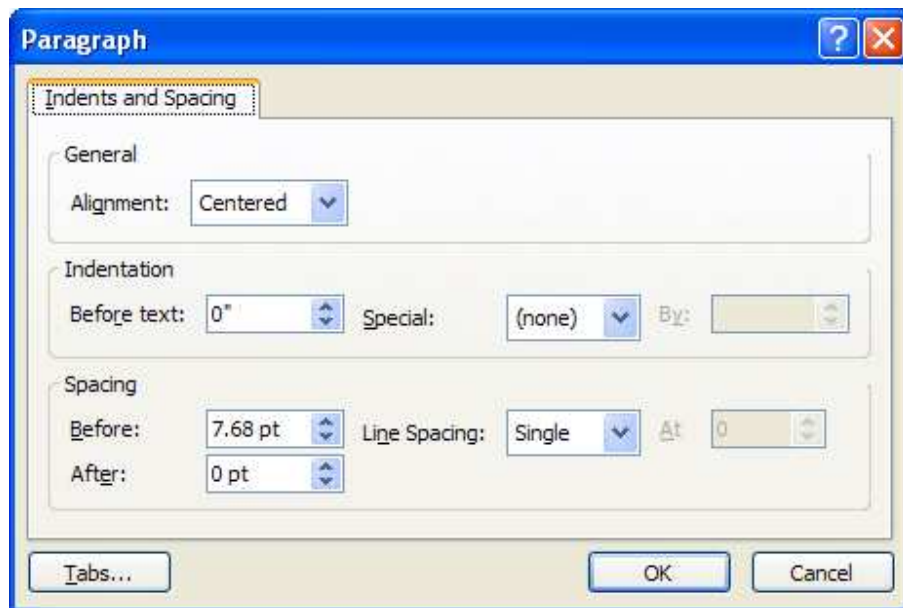 Paragraph
Indents and Spacing
General
Alignment: Centered
Indentation
Before text: 0" Special: (none) By:
Spacing
Before: 7.68 pt Line Spacing: Single At 0
After: 0 pt
Tabs... OK Cancel